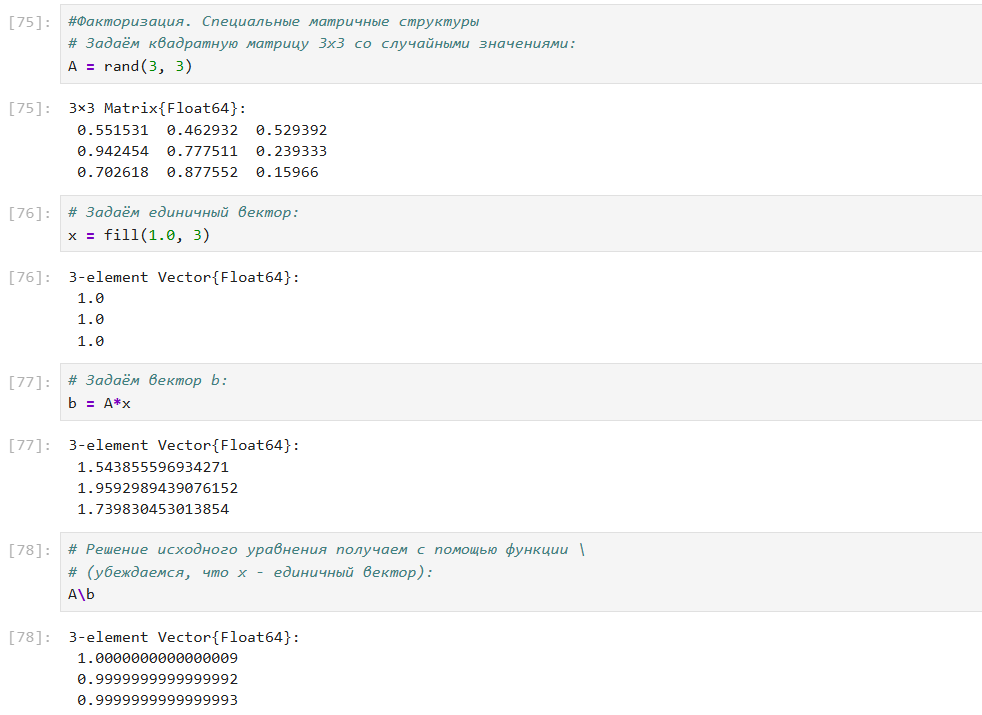 [75]: #Факторизация. Специальные матричные структуры
# Задаём квадратную матрицу 3x3 со случайными значениями:
A = rand(3, 3)
[75]: 3×3 Matrix{Float64}:
0.551531 0.462932 0.529392
0.942454 0.777511 0.239333
0.702618 0.877552 0.15966
[76]: # Задаём единичный вектор:
x = fill(1.0, 3)
[76]: 3-element Vector{Float64}:
1.0
1.0
1.0
[77]: # Задаём вектор b:
b = A*x
[77]: 3-element Vector{Float64}:
1.543855596934271
1.9592989439076152
1.739830453013854
[78]: # Решение исходного уравнения получаем с помощью функции \
# (убеждаемся, что x - единичный вектор):
A\b
[78]: 3-element Vector{Float64}:
1.0000000000000009
0.9999999999999992
0.9999999999999993